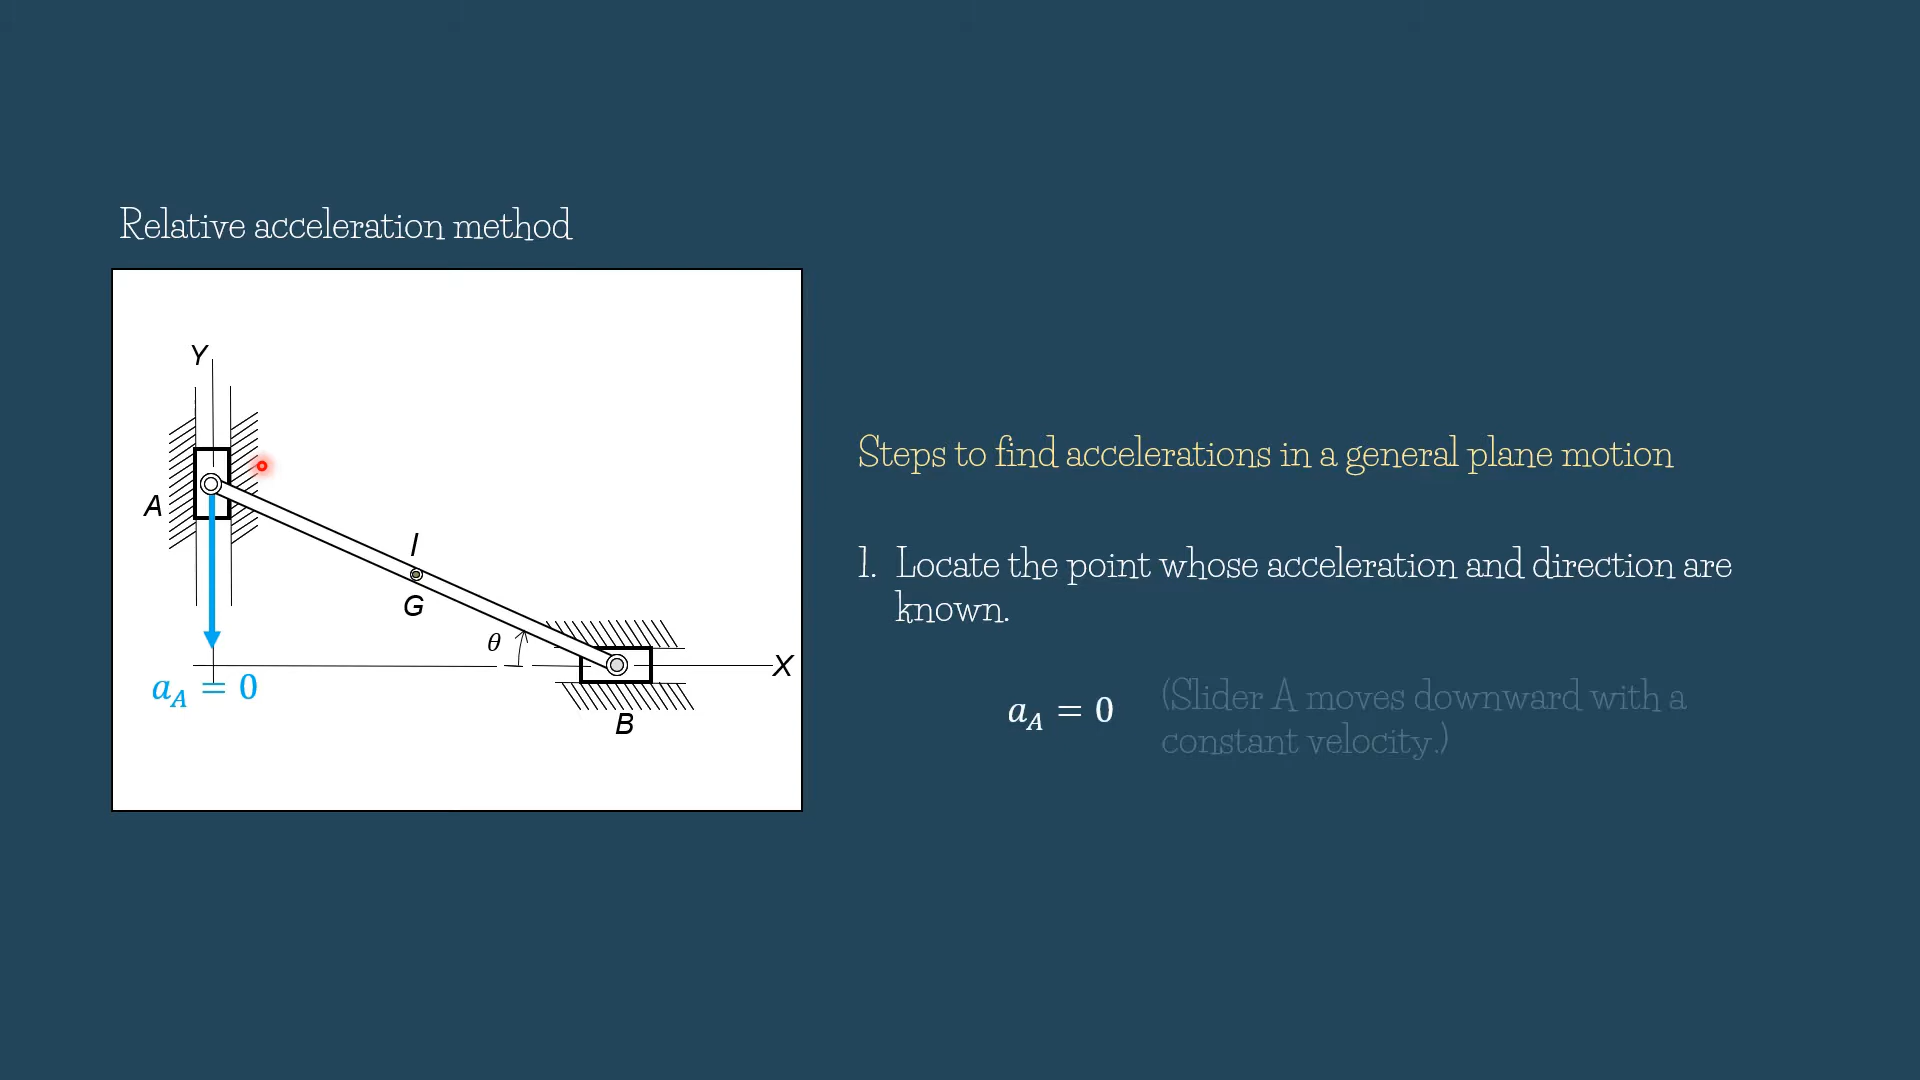 Relative acceleration method
Y
A
l
G
θ
X
a_A = 0
B
Steps to find accelerations in a general plane motion
1. Locate the point whose acceleration and direction are
known.
a_A = 0
(Slider A moves downward with a
constant velocity.)